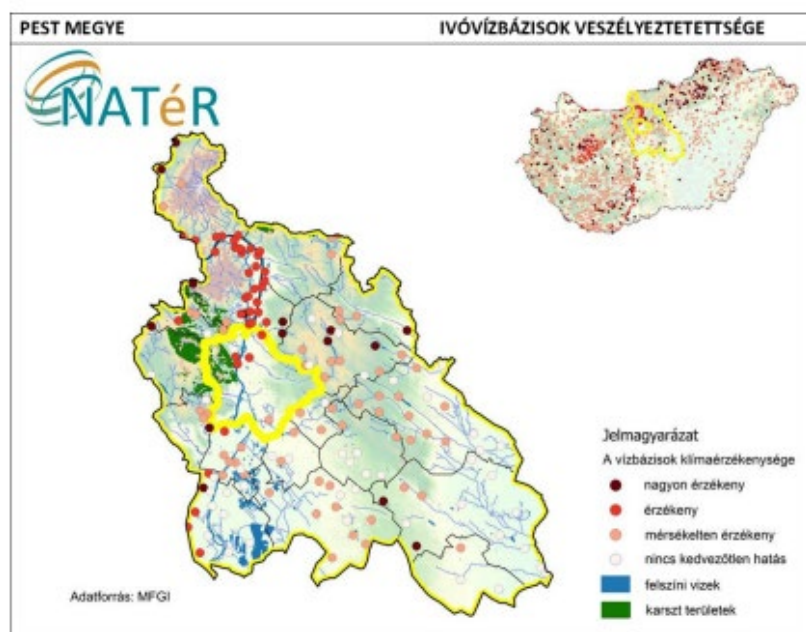 PEST MEGYE
IVÓVÍZBÁZISOK VESZÉLYEZTETETTSÉGE
NATéR
Jelmagyarázat
A vízbázisok klímaérzékenysége
nagyon érzékeny
érzékeny
mérsékelten érzékeny
nincs kedvezőtlen hatás
felszíni vizek
karszt területek
Adatforrás: MFGI